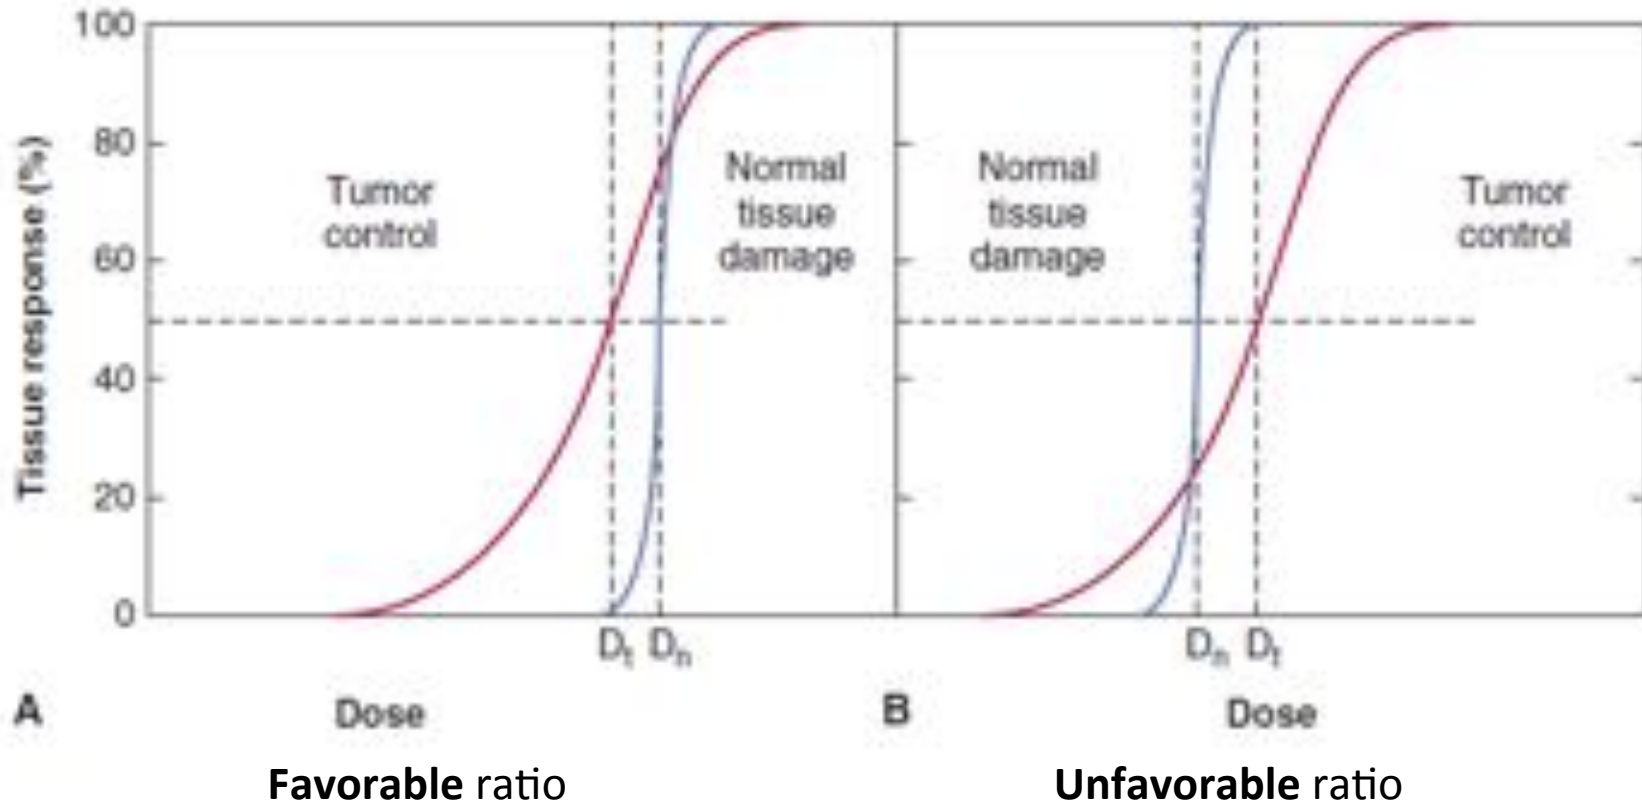 Tissue response (%)
100
80
60
40
20
0
Tumor
control
Normal
tissue
damage
Normal
tissue
damage
Tumor
control
Dt Dn
Dn Dt
A
Dose
B
Dose
Favorable ratio
Unfavorable ratio